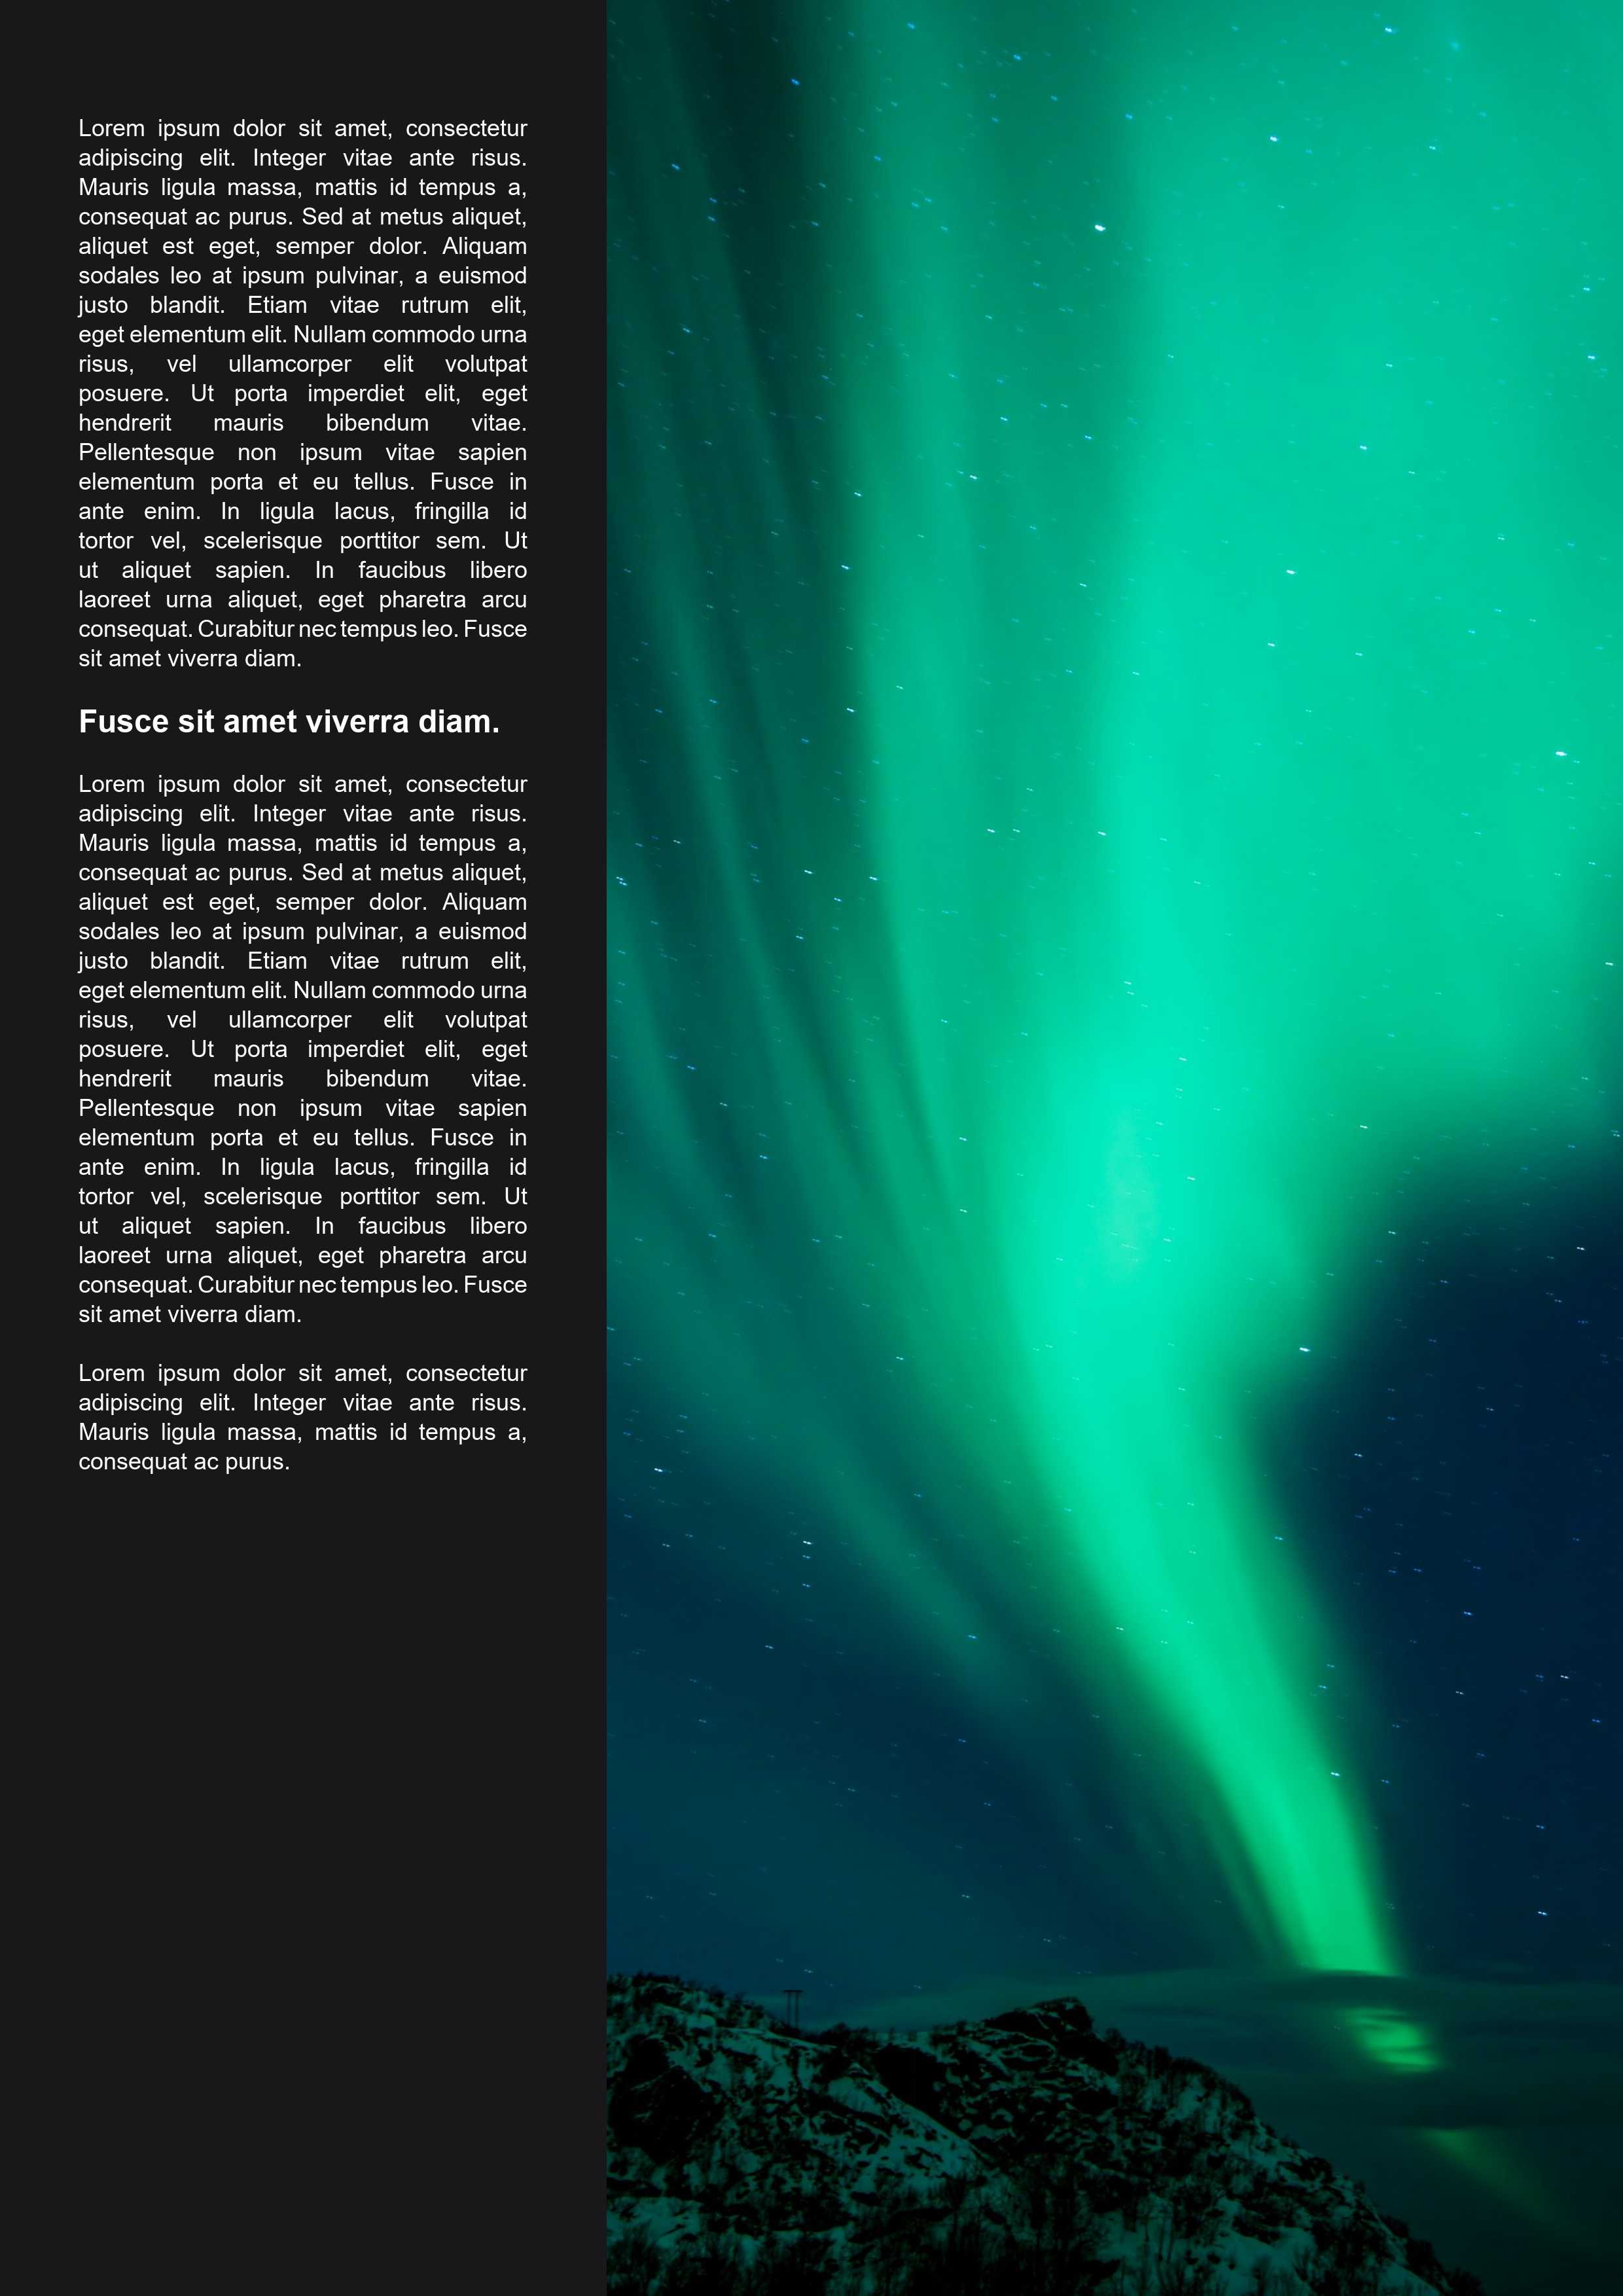 Lorem ipsum dolor sit amet, consectetur
adipiscing elit. Integer vitae ante risus.
Mauris ligula massa, mattis id tempus a,
consequat ac purus. Sed at metus aliquet,
aliquet est eget, semper dolor. Aliquam
sodales leo at ipsum pulvinar, a euismod
justo blandit. Etiam vitae rutrum elit,
eget elementum elit. Nullam commodo urna
risus, vel ullamcorper elit volutpat
posuere. Ut porta imperdiet elit, eget
hendrerit mauris bibendum vitae.
Pellentesque non ipsum vitae sapien
elementum porta et eu tellus. Fusce in
ante enim. In ligula lacus, fringilla id
tortor vel, scelerisque porttitor sem. Ut
ut aliquet sapien. In faucibus libero
laoreet urna aliquet, eget pharetra arcu
consequat. Curabitur nec tempus leo. Fusce
sit amet viverra diam.
Fusce sit amet viverra diam.
Lorem ipsum dolor sit amet, consectetur
adipiscing elit. Integer vitae ante risus.
Mauris ligula massa, mattis id tempus a,
consequat ac purus. Sed at metus aliquet,
aliquet est eget, semper dolor. Aliquam
sodales leo at ipsum pulvinar, a euismod
justo blandit. Etiam vitae rutrum elit,
eget elementum elit. Nullam commodo urna
risus, vel ullamcorper elit volutpat
posuere. Ut porta imperdiet elit, eget
hendrerit mauris bibendum vitae.
Pellentesque non ipsum vitae sapien
elementum porta et eu tellus. Fusce in
ante enim. In ligula lacus, fringilla id
tortor vel, scelerisque porttitor sem. Ut
ut aliquet sapien. In faucibus libero
laoreet urna aliquet, eget pharetra arcu
consequat. Curabitur nec tempus leo. Fusce
sit amet viverra diam.
Lorem ipsum dolor sit amet, consectetur
adipiscing elit. Integer vitae ante risus.
Mauris ligula massa, mattis id tempus a,
consequat ac purus.